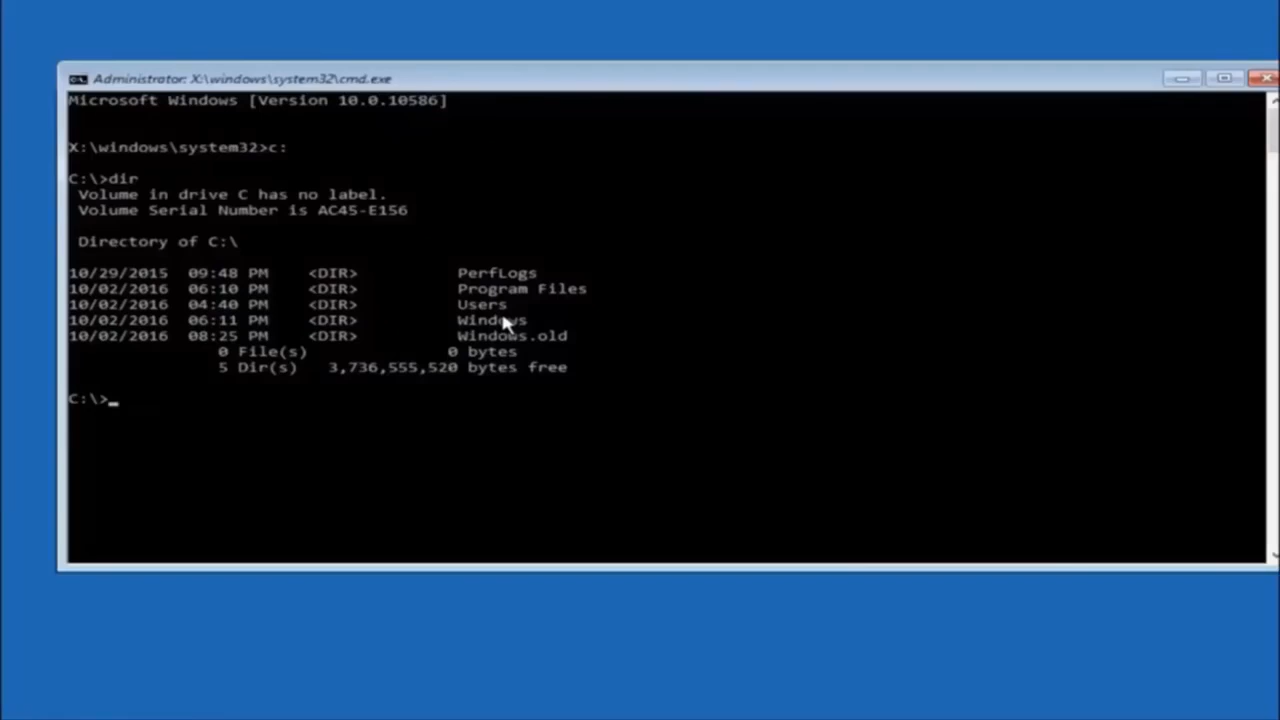 Administrator: X:\windows\system32\cmd.exe
Microsoft Windows [Version 10.0.10586]
X:\windows\system32>c:
C:\>dir
Volume in drive C has no label.
Volume Serial Number is AC45-E156
Directory of C:\
10/29/2015 09:48 PM <DIR> PerfLogs
10/02/2016 06:10 PM <DIR> Program Files
10/02/2016 04:40 PM <DIR> Users
10/02/2016 06:11 PM <DIR> Windows
10/02/2016 08:25 PM <DIR> Windows.old
0 File(s) 0 bytes
5 Dir(s) 3,736,555,520 bytes free
C:\>_